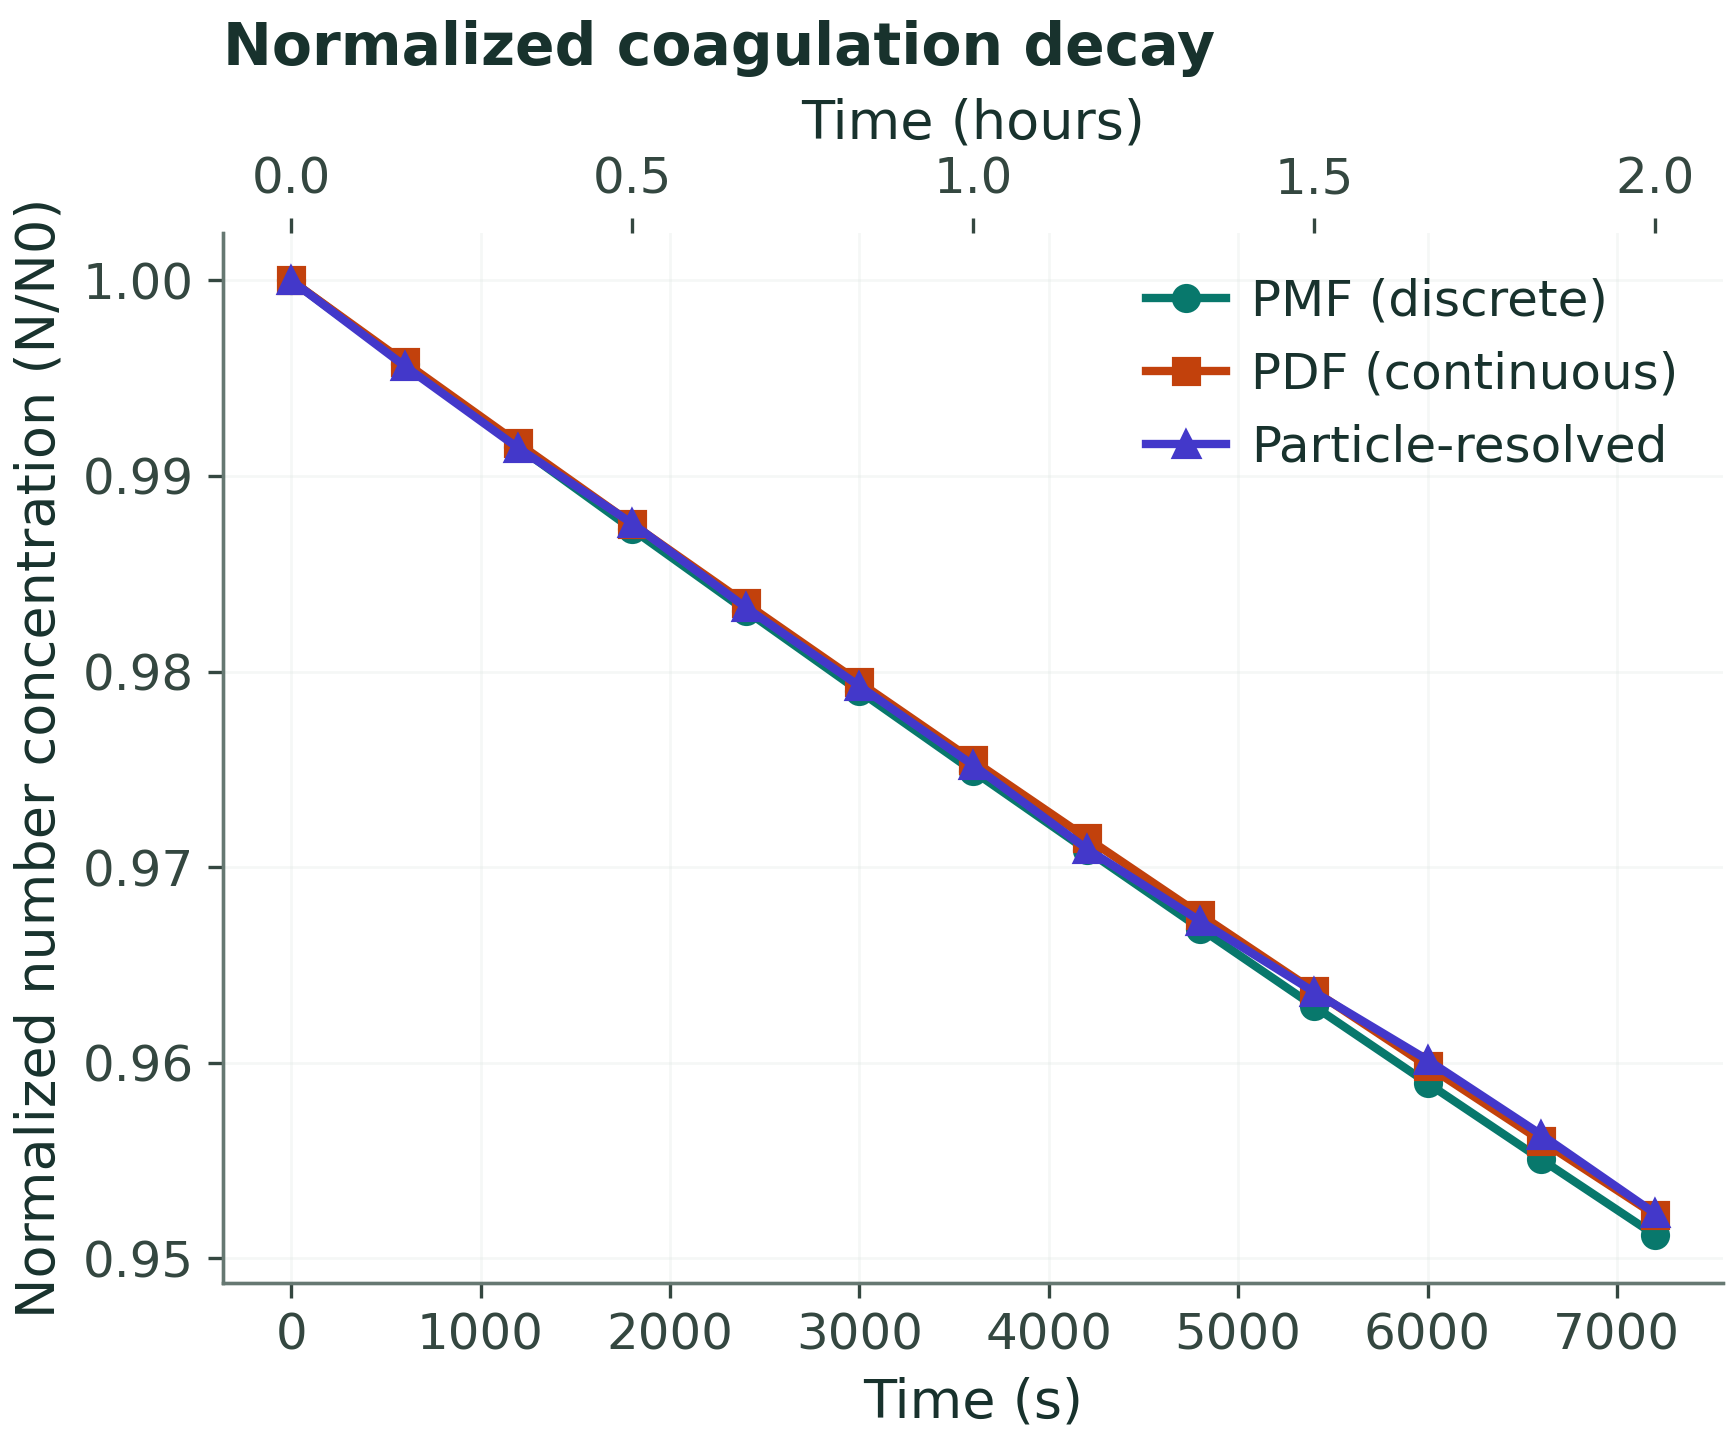 Normalized coagulation decay
Time (hours)
0.0 0.5 1.0 1.5 2.0
Normalized number concentration (N/N0)
1.00
0.99
0.98
0.97
0.96
0.95
PMF (discrete)
PDF (continuous)
Particle-resolved
0 1000 2000 3000 4000 5000 6000 7000
Time (s)